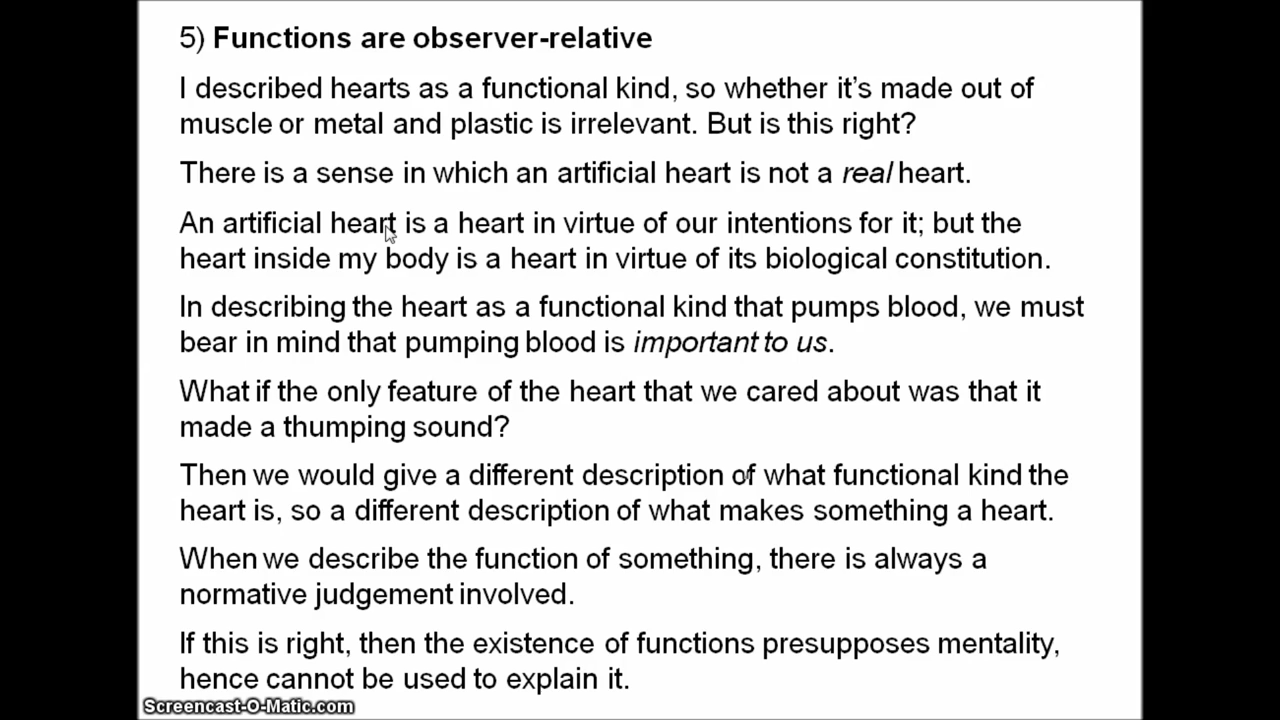 5) Functions are observer-relative
I described hearts as a functional kind, so whether it's made out of
muscle or metal and plastic is irrelevant. But is this right?
There is a sense in which an artificial heart is not a real heart.
An artificial heart is a heart in virtue of our intentions for it; but the
heart inside my body is a heart in virtue of its biological constitution.
In describing the heart as a functional kind that pumps blood, we must
bear in mind that pumping blood is important to us.
What if the only feature of the heart that we cared about was that it
made a thumping sound?
Then we would give a different description of what functional kind the
heart is, so a different description of what makes something a heart.
When we describe the function of something, there is always a
normative judgement involved.
If this is right, then the existence of functions presupposes mentality,
hence cannot be used to explain it.
Screencast-O-Matic.com